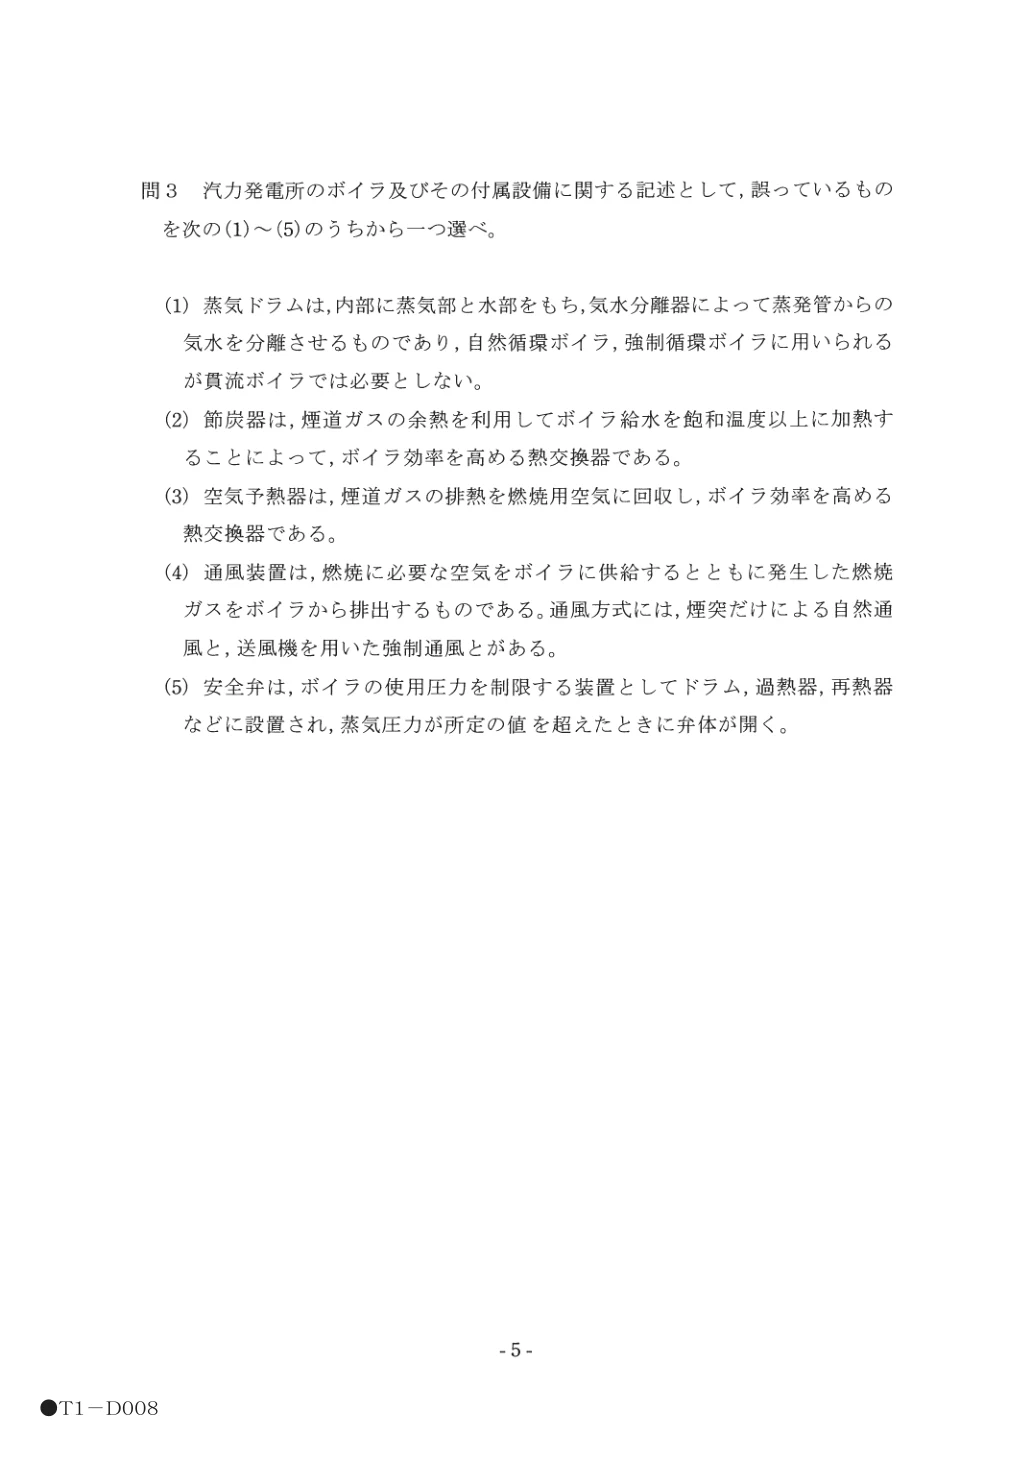 問３　汽力発電所のボイラ及びその付属設備に関する記述として, 誤っているもの
を次の(1)～(5)のうちから一つ選べ。
(1) 蒸気ドラムは, 内部に蒸気部と水部をもち, 気水分離器によって蒸発管からの
気水を分離させるものであり, 自然循環ボイラ, 強制循環ボイラに用いられる
が貫流ボイラでは必要としない。
(2) 節炭器は, 煙道ガスの余熱を利用してボイラ給水を飽和温度以上に加熱す
ることによって, ボイラ効率を高める熱交換器である。
(3) 空気予熱器は, 煙道ガスの排熱を燃焼用空気に回収し, ボイラ効率を高める
熱交換器である。
(4) 通風装置は, 燃焼に必要な空気をボイラに供給するとともに発生した燃焼
ガスをボイラから排出するものである。通風方式には, 煙突だけによる自然通
風と, 送風機を用いた強制通風とがある。
(5) 安全弁は, ボイラの使用圧力を制限する装置としてドラム, 過熱器, 再熱器
などに設置され, 蒸気圧力が所定の値を超えたときに弁体が開く。
- 5 -
●T1－D008